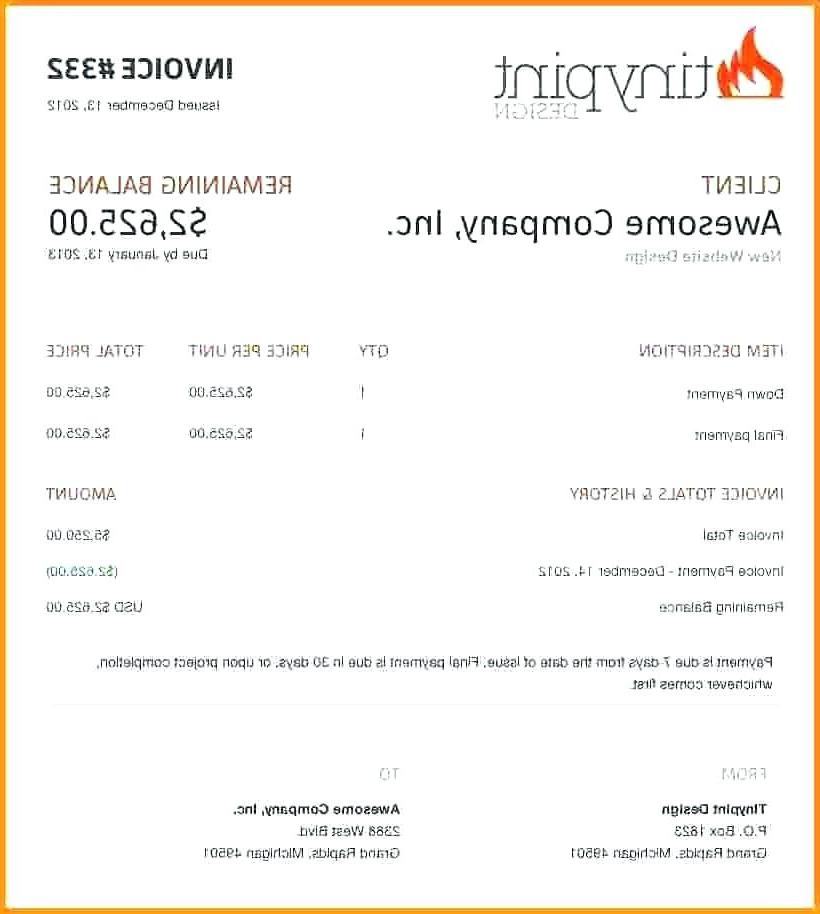 tinypint INVOICE #332
DESIGN Issued December 13, 2012
CLIENT REMAINING BALANCE
Awesome Company, Inc. $2,625.00
New Website Design Due by January 13, 2013
ITEM DESCRIPTION QTY PRICE PER UNIT TOTAL PRICE
Down Payment 1 $2,625.00 $2,625.00
Final payment 1 $2,625.00 $2,625.00
INVOICE TOTALS & HISTORY AMOUNT
Invoice Total $5,250.00
Invoice Payment - December 14, 2012 ($2,625.00)
Remaining Balance USD $2,625.00
Payment is due 7-days from the date of issue. Final payment is due in 30 days, or upon project completion,
whichever comes first.
FROM TO
Tinypint Design Awesome Company, Inc.
P.O. Box 1823 2388 West Blvd.
Grand Rapids, Michigan 49501 Grand Rapids, Michigan 49501